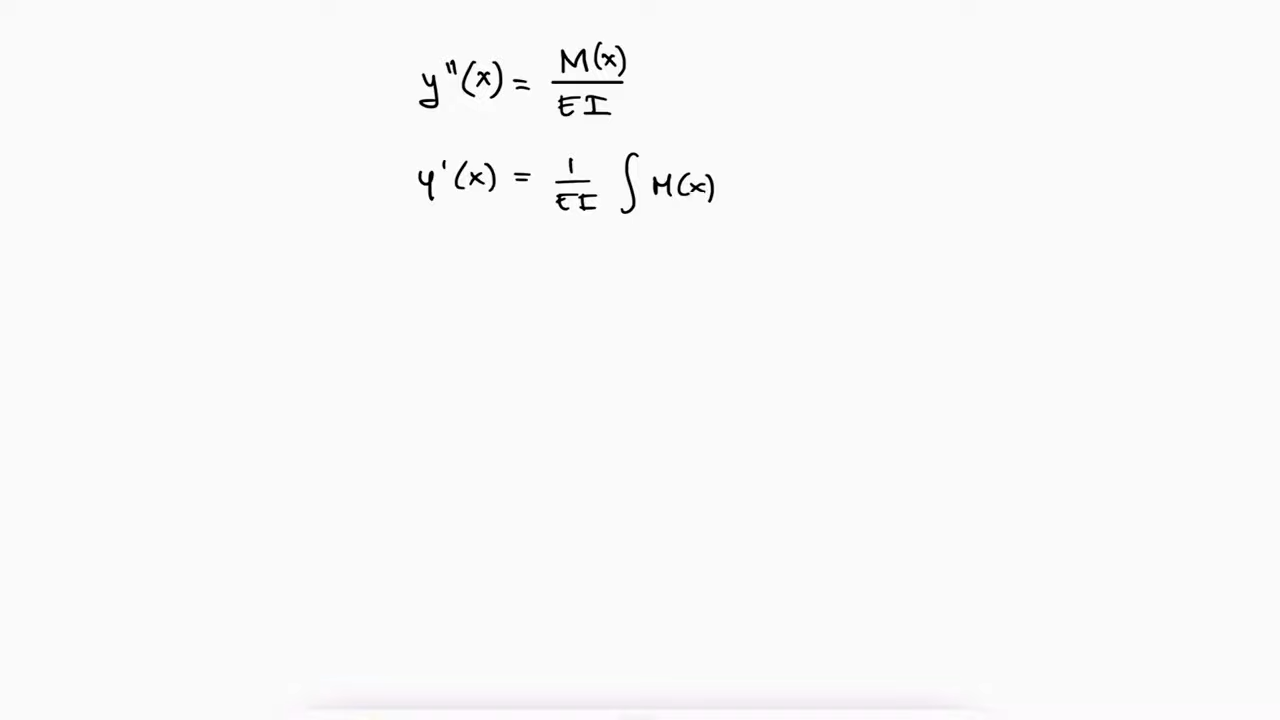 y''(x) = M(x)/EI
y'(x) = 1/EI ∫ M(x)